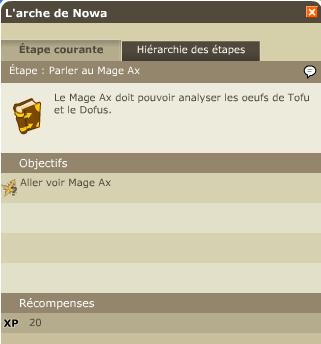 L'arche de Nowa
Étape courante
Hiérarchie des étapes
Étape : Parler au Mage Ax
Le Mage Ax doit pouvoir analyser les oeufs de Tofu
et le Dofus.
Objectifs
Aller voir Mage Ax
Récompenses
XP 20